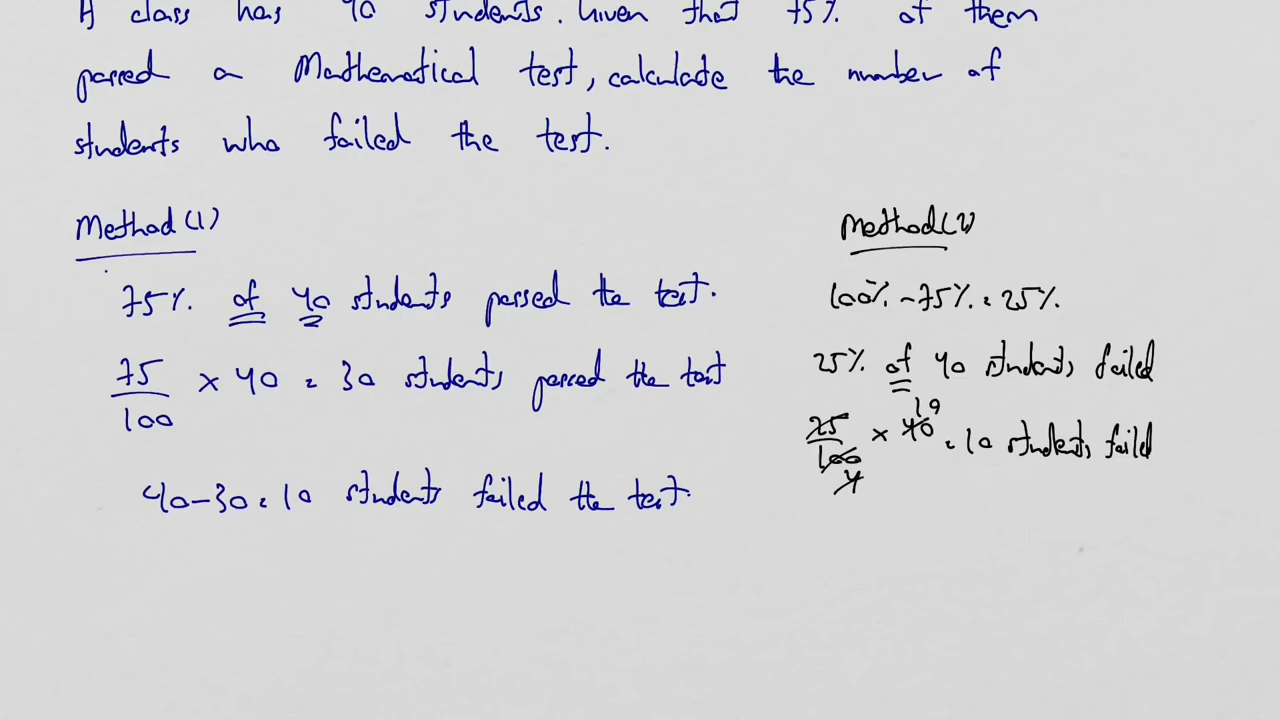 A class has 40 students. Given that 75% of them
passed a Mathematical test, calculate the number of
students who failed the test.
Method (1)
75% of 40 students passed the test.
75/100 × 40 = 30 students passed the test
40 - 30 = 10 students failed the test.
Method (2)
100% - 75% = 25%.
25% of 40 students failed
10
25/100 × 40 = 10 students failed
4